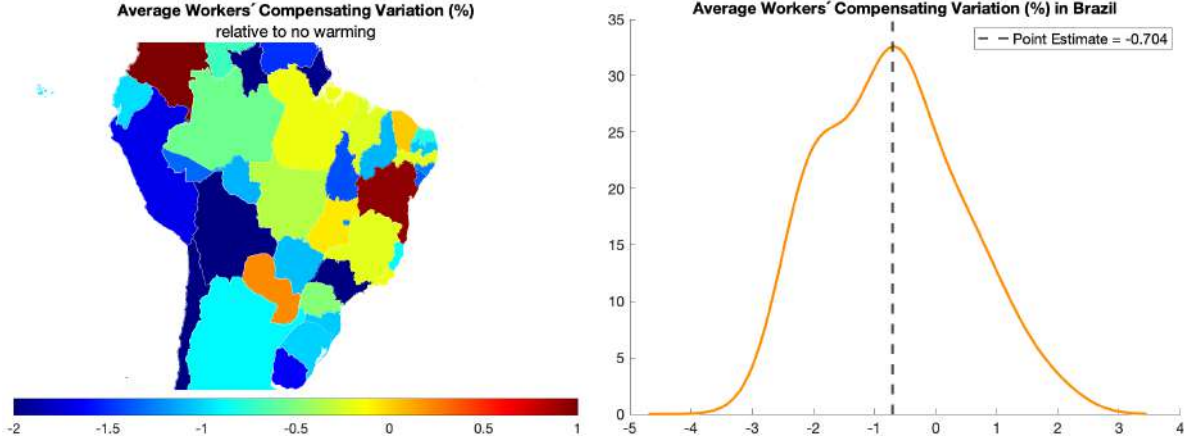 Average Workers´ Compensating Variation (%)
relative to no warming
-2 -1.5 -1 -0.5 0 0.5 1
Average Workers´ Compensating Variation (%) in Brazil
Point Estimate = -0.704
35
30
25
20
15
10
5
0
-5 -4 -3 -2 -1 0 1 2 3 4